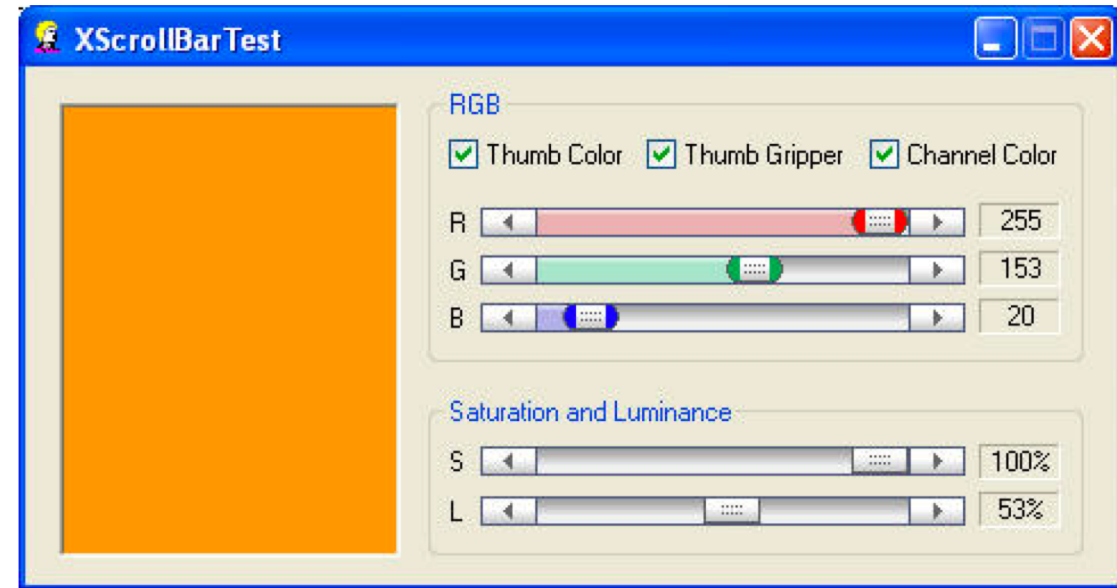 XScrollBarTest
RGB
Thumb Color Thumb Gripper Channel Color
R 255
G 153
B 20
Saturation and Luminance
S 100%
L 53%